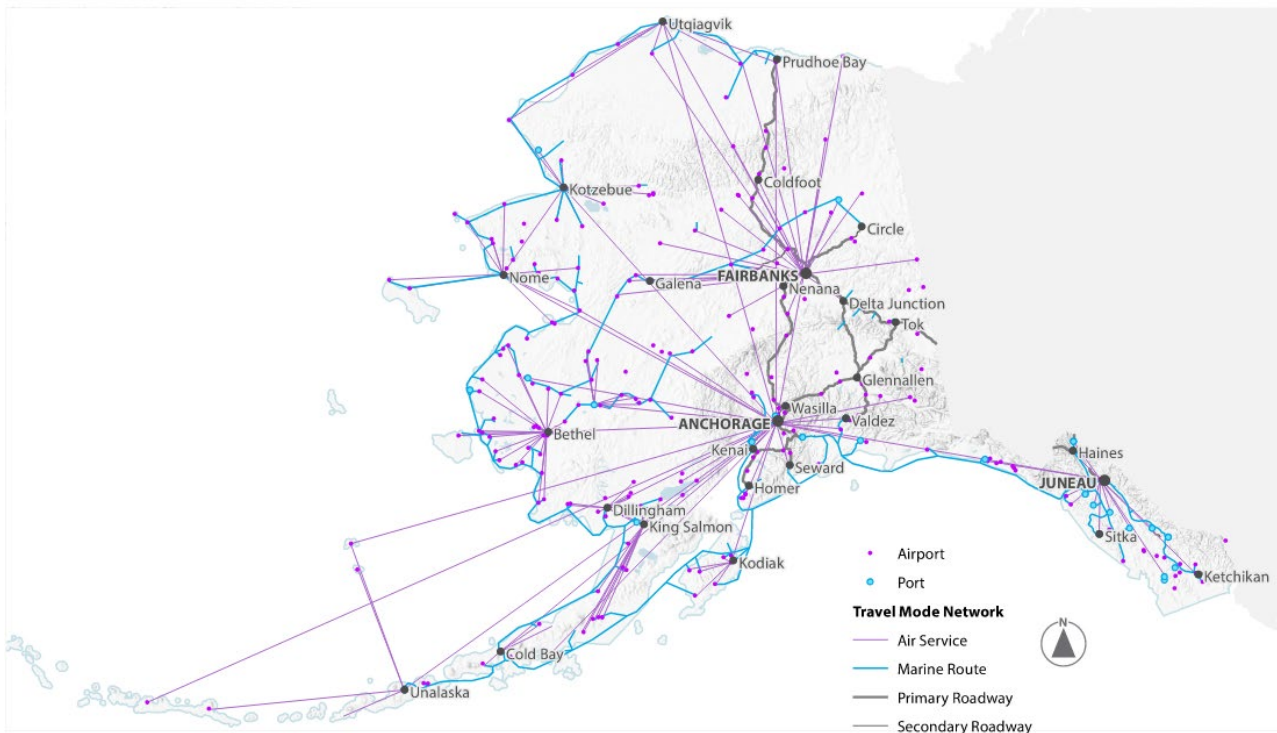 Utqiagvik
Prudhoe Bay
Coldfoot
Kotzebue
Circle
FAIRBANKS
Nome
Galena
Nenana
Delta Junction
Tok
Glennallen
Wasilla
ANCHORAGE
Valdez
Bethel
Kenai
Seward
Haines
JUNEAU
Homer
Dillingham
King Salmon
Sitka
Kodiak
Ketchikan
Cold Bay
Unalaska
Airport
Port
Travel Mode Network
Air Service
Marine Route
Primary Roadway
Secondary Roadway
N